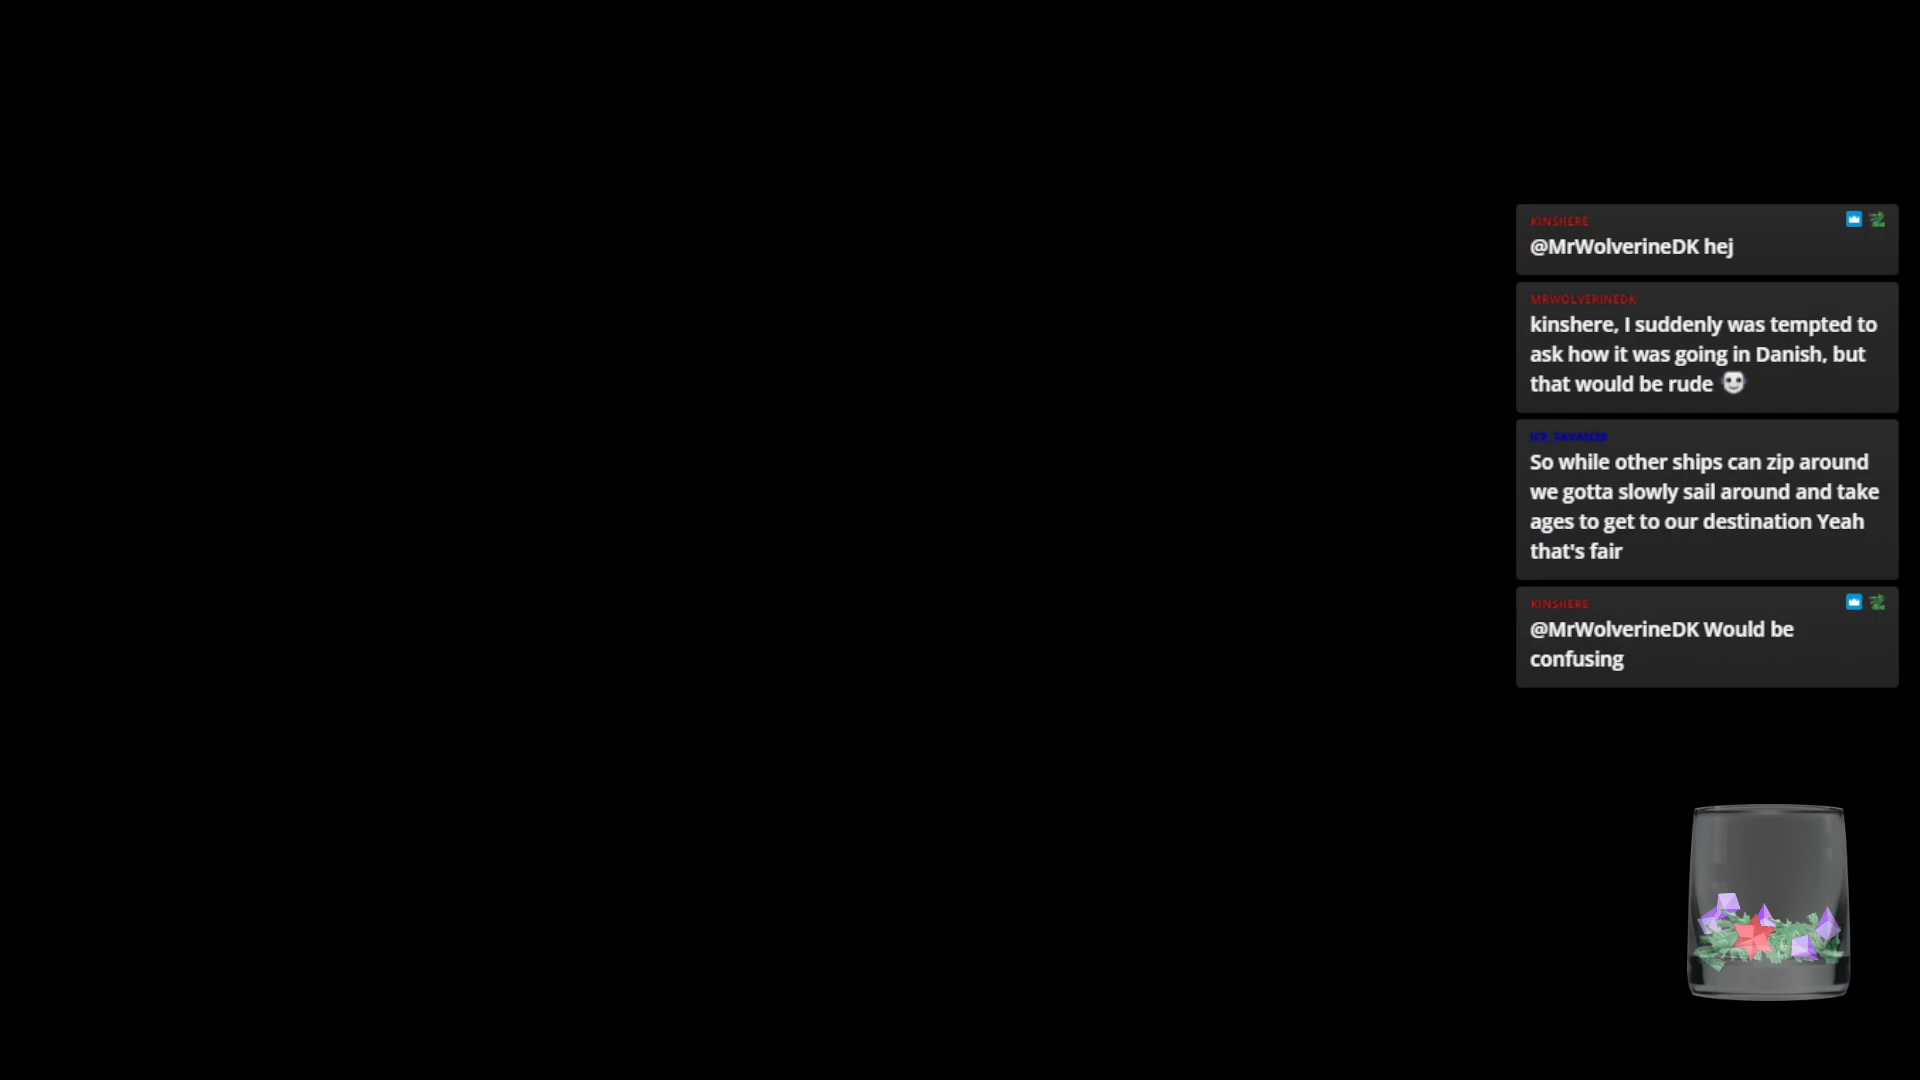 KINSHERE
@MrWolverineDK hej
MRWOLVERINEDK
kinshere, I suddenly was tempted to
ask how it was going in Danish, but
that would be rude
So while other ships can zip around
we gotta slowly sail around and take
ages to get to our destination Yeah
that's fair
KINSHERE
@MrWolverineDK Would be
confusing